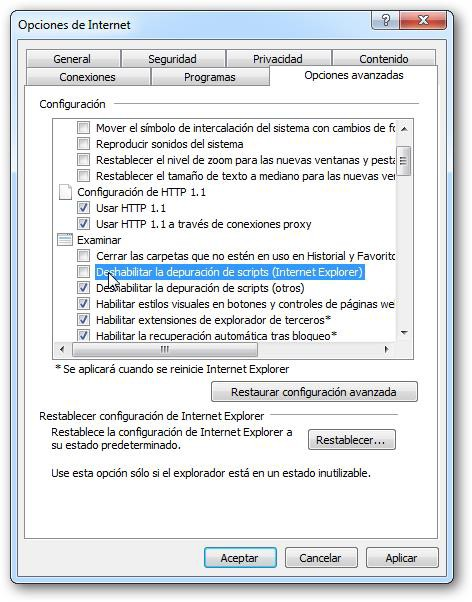 Opciones de Internet
General Seguridad Privacidad Contenido
Conexiones Programas Opciones avanzadas
Configuración
Mover el símbolo de intercalación del sistema con cambios de fo
Reproducir sonidos del sistema
Restablecer el nivel de zoom para las nuevas ventanas y pesta
Restablecer el tamaño de texto a mediano para las nuevas ver
Configuración de HTTP 1.1
Usar HTTP 1.1
Usar HTTP 1.1 a través de conexiones proxy
Examinar
Cerrar las carpetas que no estén en uso en Historial y Favorito
Deshabilitar la depuración de scripts (Internet Explorer)
Deshabilitar la depuración de scripts (otros)
Habilitar estilos visuales en botones y controles de páginas we
Habilitar extensiones de explorador de terceros*
Habilitar la recuperación automática tras bloqueo*
* Se aplicará cuando se reinicie Internet Explorer
Restaurar configuración avanzada
Restablecer configuración de Internet Explorer
Restablece la configuración de Internet Explorer a
su estado predeterminado.
Restablecer...
Use esta opción sólo si el explorador está en un estado inutilizable.
Aceptar Cancelar Aplicar